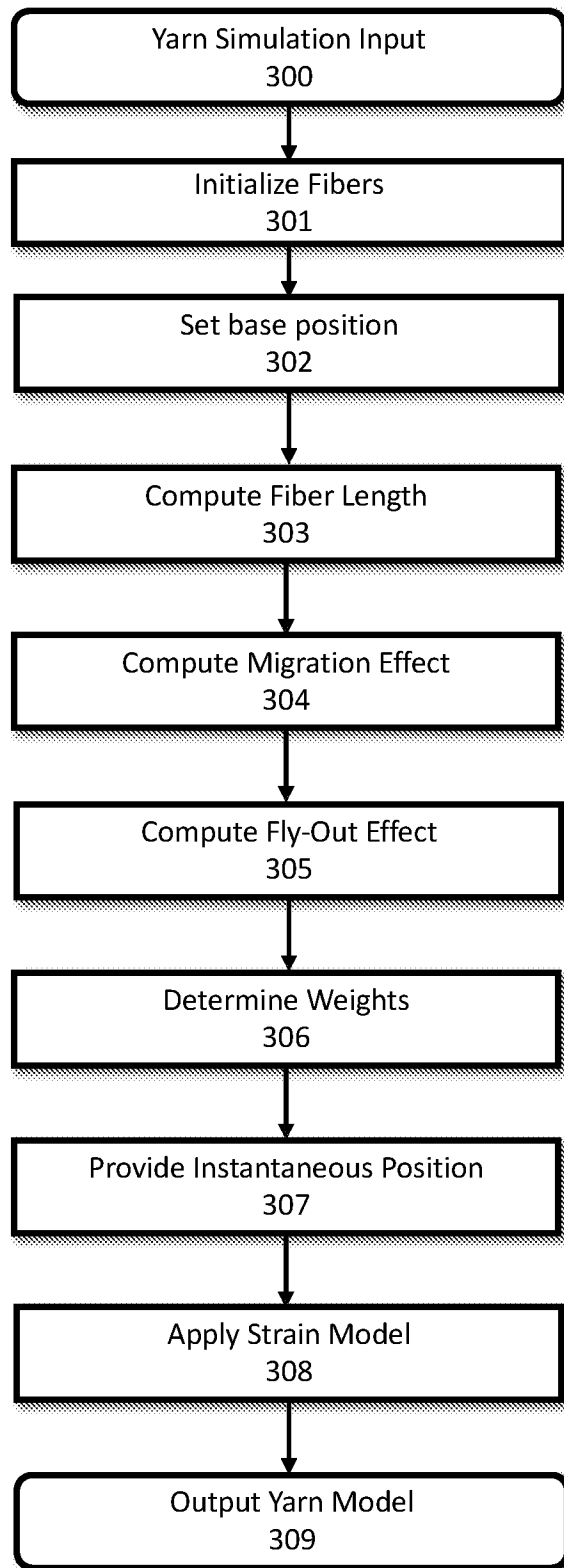 Yarn Simulation Input
300
Initialize Fibers
301
Set base position
302
Compute Fiber Length
303
Compute Migration Effect
304
Compute Fly-Out Effect
305
Determine Weights
306
Provide Instantaneous Position
307
Apply Strain Model
308
Output Yarn Model
309